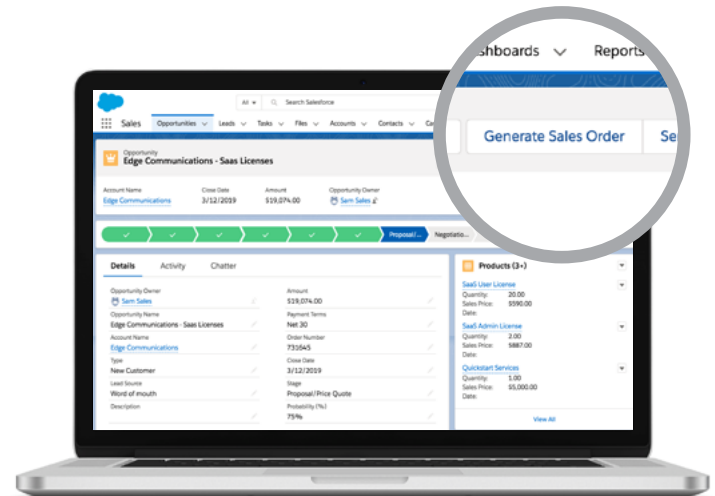 shboards Reports
Generate Sales Order Se
All Search Salesforce
Sales Opportunities Leads Tasks Files Accounts Contacts Ca
Opportunity
Edge Communications - Saas Licenses
Account Name Close Date Amount Opportunity Owner
Edge Communications 3/12/2019 $19,074.00 Sam Sales
Proposal/... Negotiatio...
Details Activity Chatter
Products (3+)
Opportunity Owner Amount
Sam Sales $19,074.00
Opportunity Name Payment Terms
Edge Communications - Saas Licenses Net 30
Account Name Order Number
Edge Communications 731645
Type Close Date
New Customer 3/12/2019
Lead Source Stage
Word of mouth Proposal/Price Quote
Description Probability (%)
75%
SaaS User License
Quantity: 20.00
Sales Price: $590.00
Date:
SaaS Admin License
Quantity: 2.00
Sales Price: $887.00
Date:
Quickstart Services
Quantity: 1.00
Sales Price: $5,000.00
Date:
View All